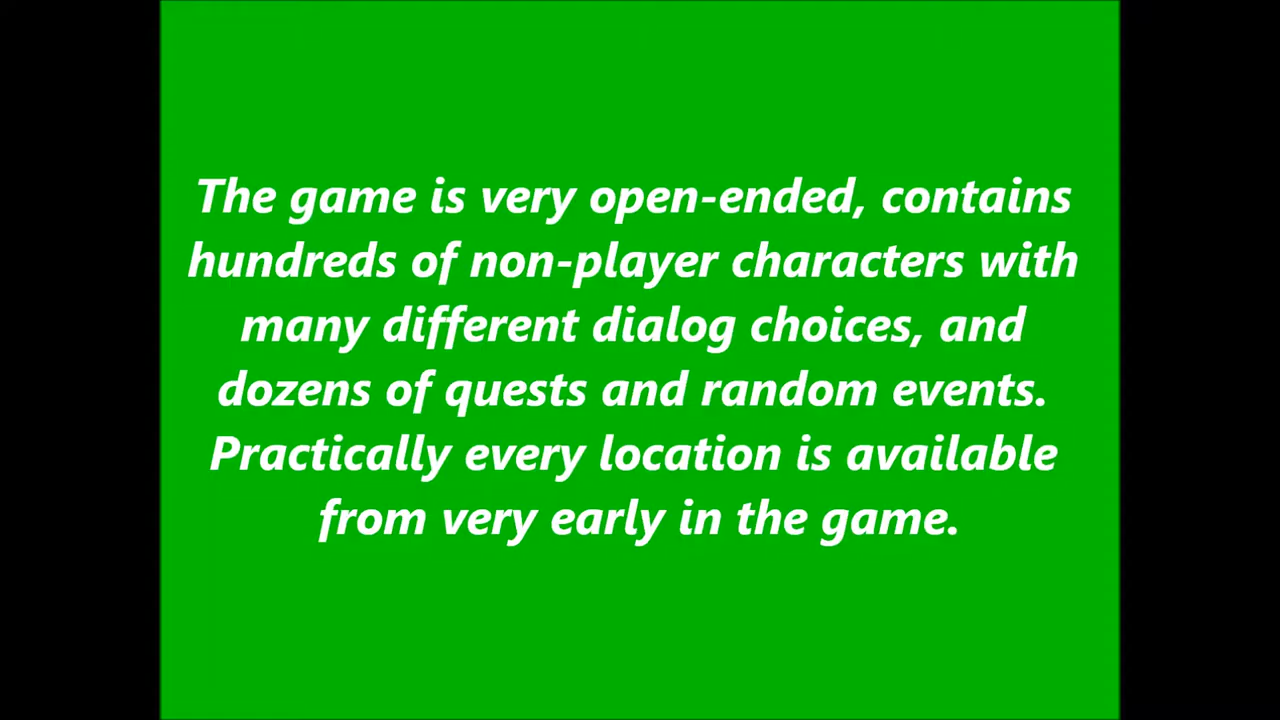 The game is very open-ended, contains
hundreds of non-player characters with
many different dialog choices, and
dozens of quests and random events.
Practically every location is available
from very early in the game.